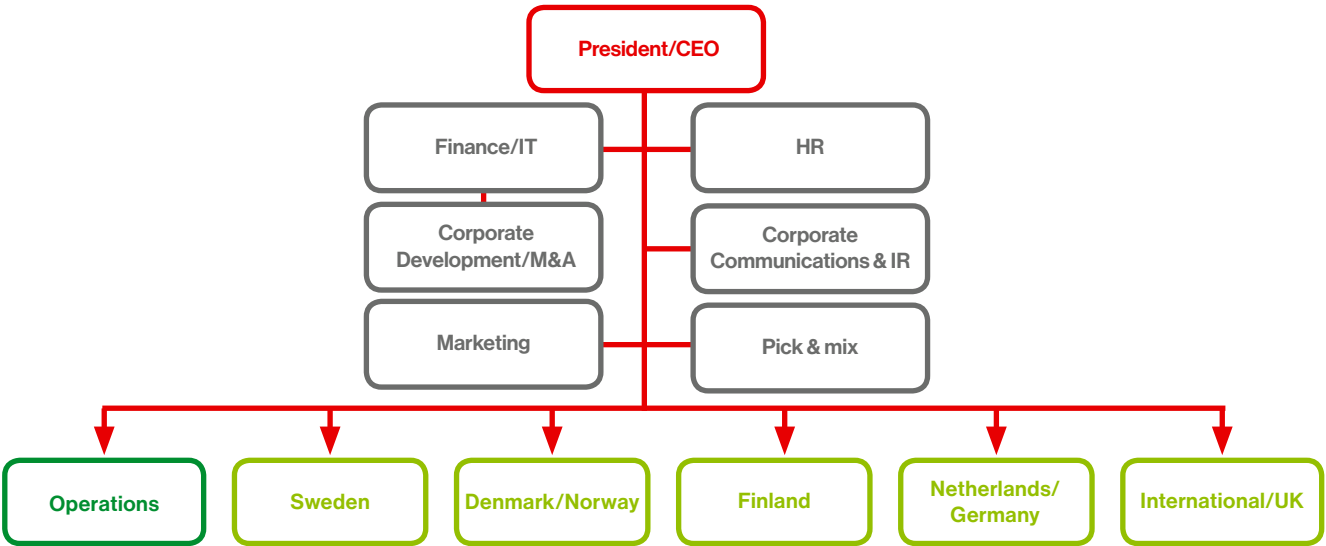 President/CEO
Finance/IT
HR
Corporate
Development/M&A
Corporate
Communications & IR
Marketing
Pick & mix
Operations
Sweden
Denmark/Norway
Finland
Netherlands/
Germany
International/UK